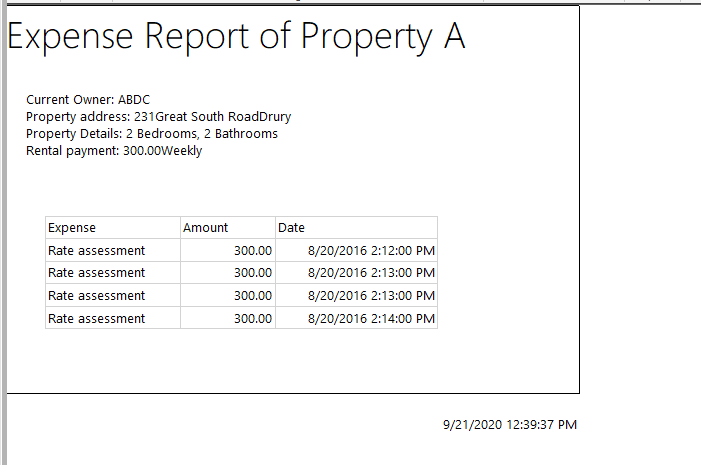 Expense Report of Property A
Current Owner: ABDC
Property address: 231Great South RoadDrury
Property Details: 2 Bedrooms, 2 Bathrooms
Rental payment: 300.00Weekly
Expense Amount Date
Rate assessment 300.00 8/20/2016 2:12:00 PM
Rate assessment 300.00 8/20/2016 2:13:00 PM
Rate assessment 300.00 8/20/2016 2:13:00 PM
Rate assessment 300.00 8/20/2016 2:14:00 PM
9/21/2020 12:39:37 PM